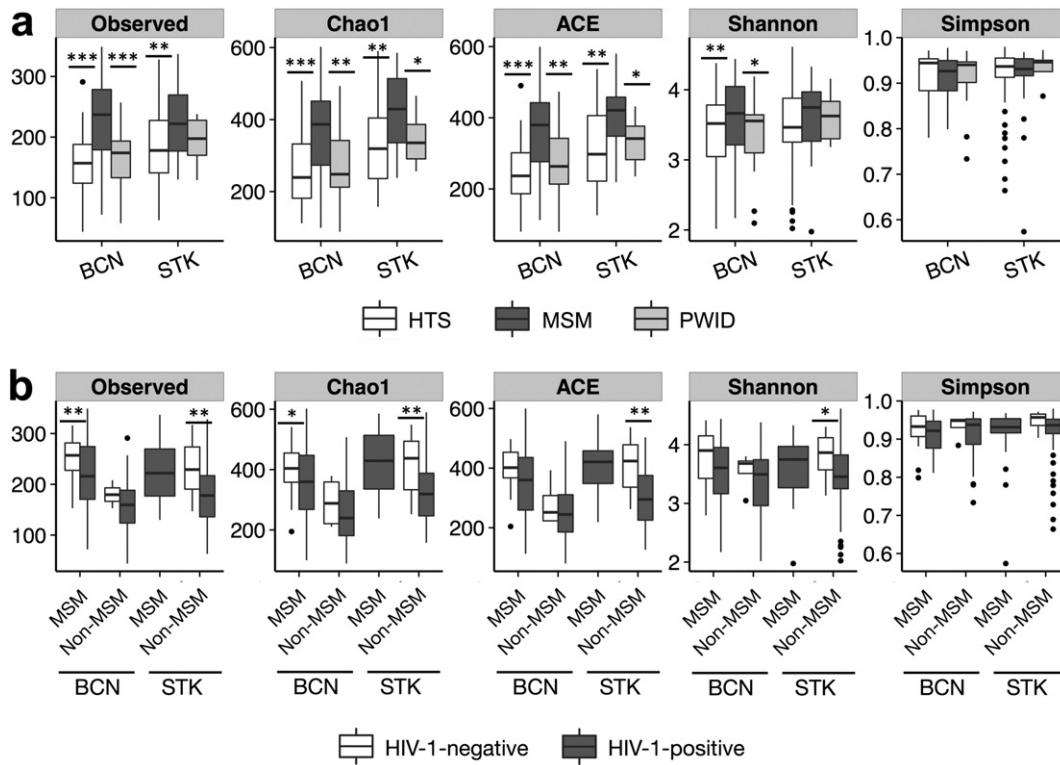 a
Observed Chao1 ACE Shannon Simpson
*** *** ** *** ** ** * *** ** ** * ** *
300 200 100
600 400 200
600 400 200
4 3 2
1.0 0.9 0.8 0.7 0.6
BCN STK BCN STK BCN STK BCN STK BCN STK
HTS MSM PWID
b
Observed Chao1 ACE Shannon Simpson
** ** * ** ** *
300 200 100
600 400 200
600 400 200
4 3 2
1.0 0.9 0.8 0.7 0.6
MSM Non-MSM MSM Non-MSM MSM Non-MSM MSM Non-MSM MSM Non-MSM MSM Non-MSM MSM Non-MSM MSM Non-MSM MSM Non-MSM MSM Non-MSM
BCN STK BCN STK BCN STK BCN STK BCN STK
HIV-1-negative HIV-1-positive